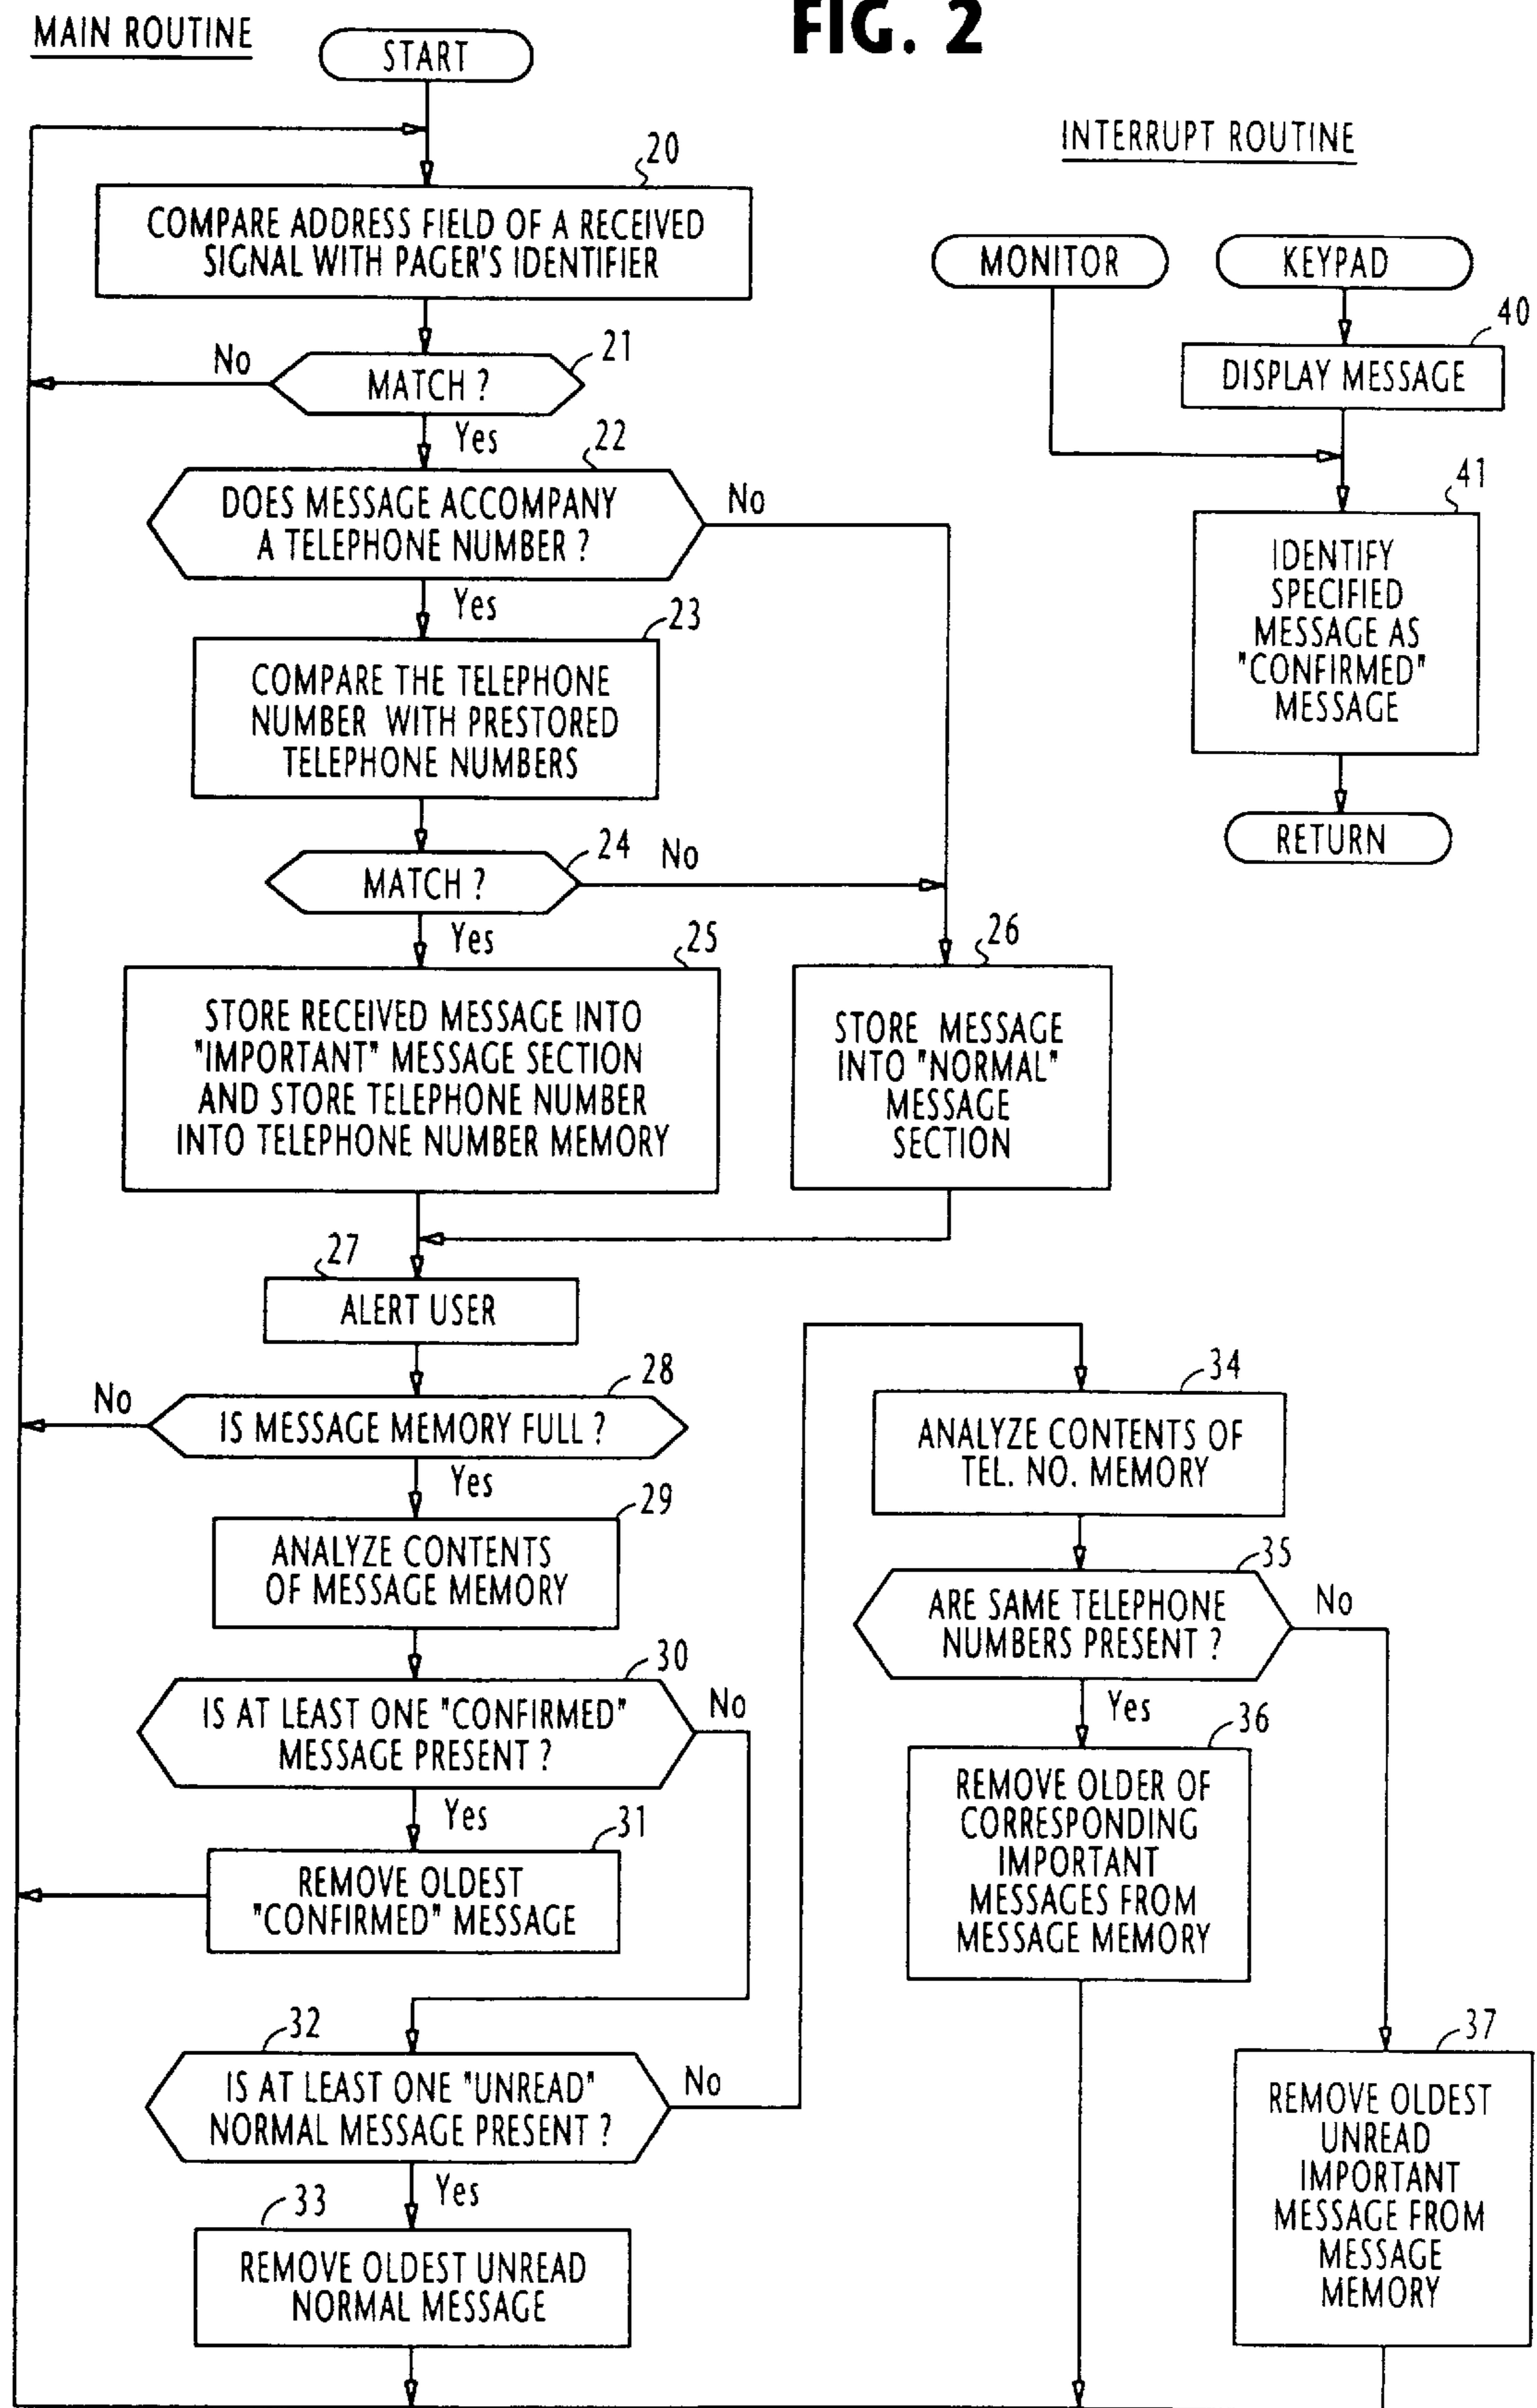 FIG. 2
MAIN ROUTINE
START
20
COMPARE ADDRESS FIELD OF A RECEIVED
SIGNAL WITH PAGER'S IDENTIFIER
21
MATCH ?
No
Yes
22
DOES MESSAGE ACCOMPANY
A TELEPHONE NUMBER ?
No
Yes
23
COMPARE THE TELEPHONE
NUMBER WITH PRESTORED
TELEPHONE NUMBERS
24
MATCH ?
No
Yes
25
STORE RECEIVED MESSAGE INTO
"IMPORTANT" MESSAGE SECTION
AND STORE TELEPHONE NUMBER
INTO TELEPHONE NUMBER MEMORY
26
STORE MESSAGE
INTO "NORMAL"
MESSAGE
SECTION
27
ALERT USER
28
IS MESSAGE MEMORY FULL ?
No
Yes
29
ANALYZE CONTENTS
OF MESSAGE MEMORY
30
IS AT LEAST ONE "CONFIRMED"
MESSAGE PRESENT ?
No
Yes
31
REMOVE OLDEST
"CONFIRMED" MESSAGE
32
IS AT LEAST ONE "UNREAD"
NORMAL MESSAGE PRESENT ?
No
Yes
33
REMOVE OLDEST UNREAD
NORMAL MESSAGE
34
ANALYZE CONTENTS OF
TEL. NO. MEMORY
35
ARE SAME TELEPHONE
NUMBERS PRESENT ?
No
Yes
36
REMOVE OLDER OF
CORRESPONDING
IMPORTANT
MESSAGES FROM
MESSAGE MEMORY
37
REMOVE OLDEST
UNREAD
IMPORTANT
MESSAGE FROM
MESSAGE
MEMORY
INTERRUPT ROUTINE
MONITOR
KEYPAD
40
DISPLAY MESSAGE
41
IDENTIFY
SPECIFIED
MESSAGE AS
"CONFIRMED"
MESSAGE
RETURN